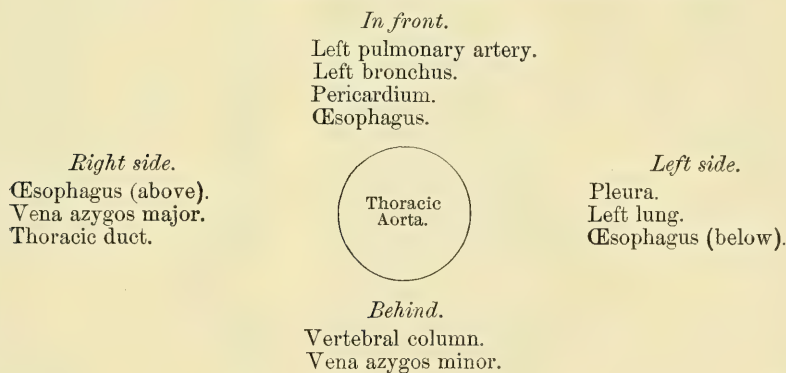 In front.
Left pulmonary artery.
Left bronchus.
Pericardium.
Œsophagus.
Right side.
Œsophagus (above).
Vena azygos major.
Thoracic duct.
Thoracic
Aorta.
Left side.
Pleura.
Left lung.
Œsophagus (below).
Behind.
Vertebral column.
Vena azygos minor.